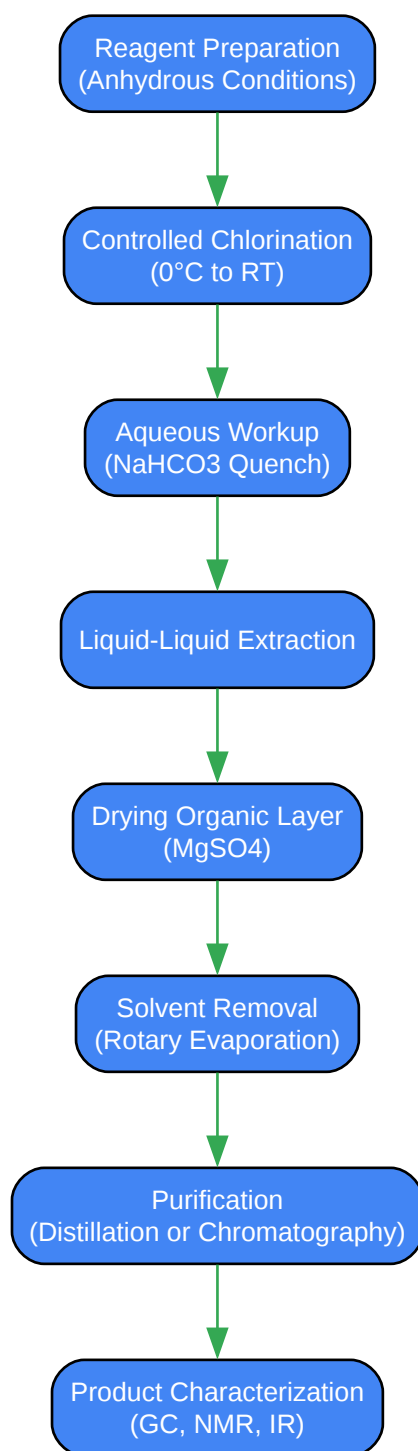 Reagent Preparation
(Anhydrous Conditions)
Controlled Chlorination
(0°C to RT)
Aqueous Workup
(NaHCO3 Quench)
Liquid-Liquid Extraction
Drying Organic Layer
(MgSO4)
Solvent Removal
(Rotary Evaporation)
Purification
(Distillation or Chromatography)
Product Characterization
(GC, NMR, IR)